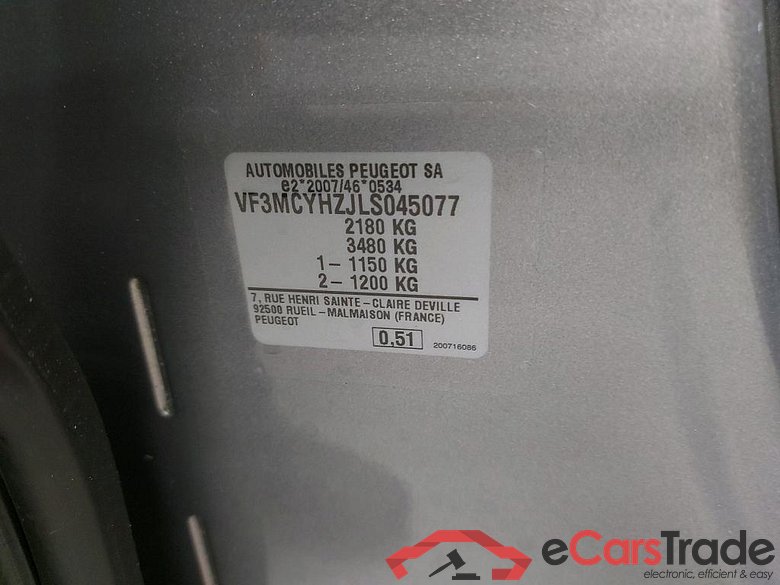 AUTOMOBILES PEUGEOT SA
e2*2007/46*0534
VF3MCYHZJLS045077
2180 KG
3480 KG
1- 1150 KG
2- 1200 KG
7, RUE HENRI SAINTE-CLAIRE DEVILLE
92500 RUEIL-MALMAISON (FRANCE)
PEUGEOT
0,51
200716086
eCarsTrade
electronic, efficient & easy